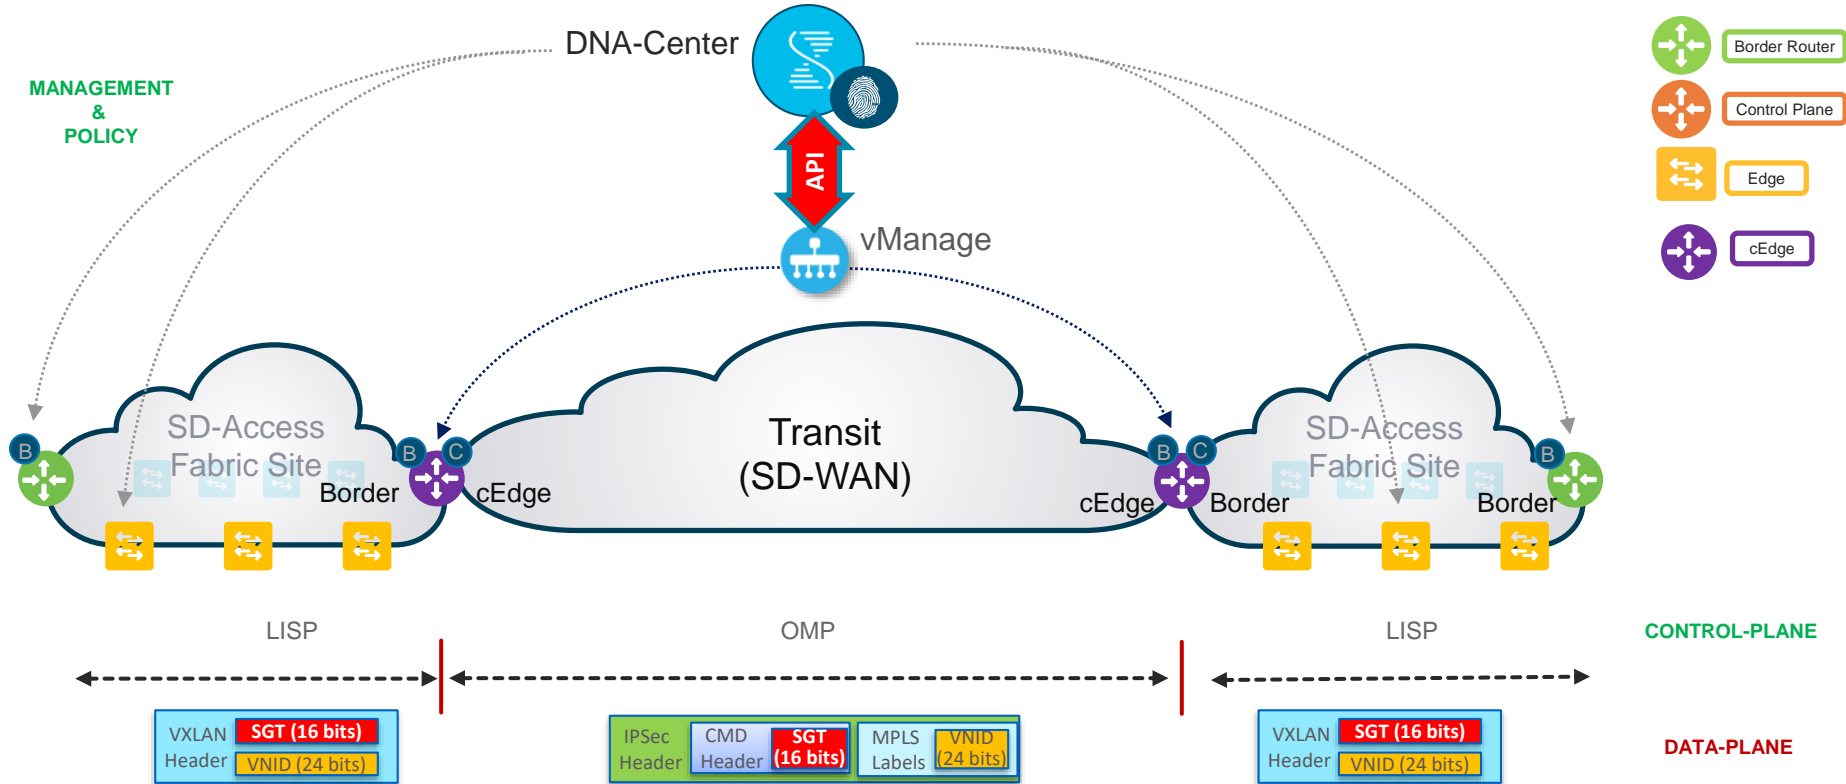 DNA-Center
MANAGEMENT
&
POLICY
API
vManage
Border Router
Control Plane
Edge
cEdge
SD-Access
Fabric Site
B
B
C
Border
cEdge
Transit
(SD-WAN)
B
C
cEdge
Border
SD-Access
Fabric Site
B
Border
LISP
OMP
LISP
CONTROL-PLANE
VXLAN
Header
SGT (16 bits)
VNID (24 bits)
IPSec
Header
CMD
Header
SGT
(16 bits)
MPLS
Labels
VNID
(24 bits)
VXLAN
Header
SGT (16 bits)
VNID (24 bits)
DATA-PLANE